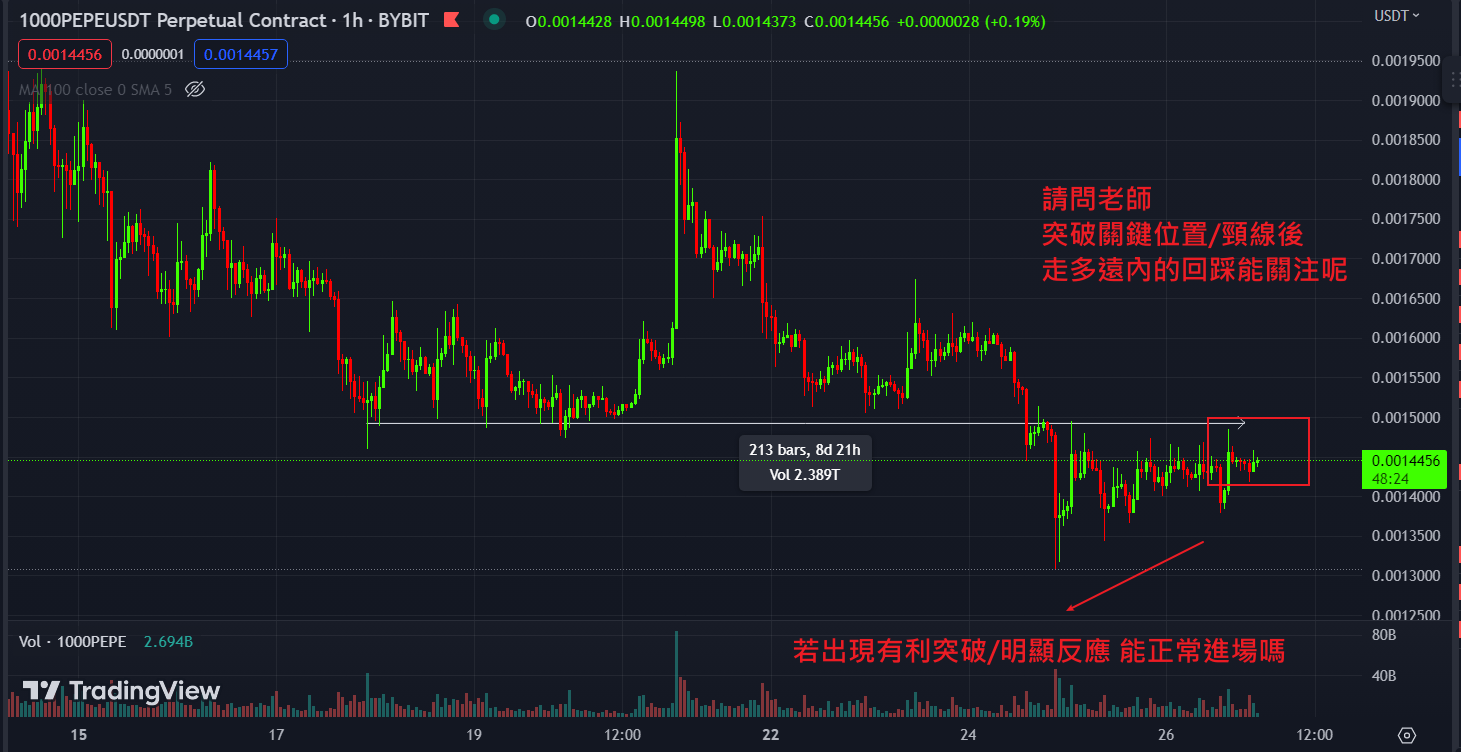 1000PEPEUSDT Perpetual Contract · 1h · BYBIT
O0.0014428 H0.0014498 L0.0014373 C0.0014456 +0.0000028 (+0.19%)
USDT
0.0014456 0.0000001 0.0014457
MA 100 close 0 SMA 5
0.0019500
0.0019000
0.0018500
0.0018000
0.0017500
0.0017000
0.0016500
0.0016000
0.0015500
0.0015000
0.0014456
48:24
0.0014000
0.0013500
0.0013000
0.0012500
請問老師
突破關鍵位置/頸線後
走多遠內的回踩能關注呢
213 bars, 8d 21h
Vol 2.389T
Vol · 1000PEPE 2.694B
若出現有利突破/明顯反應 能正常進場嗎
80B
40B
TradingView
15 17 19 12:00 22 24 26 12:00